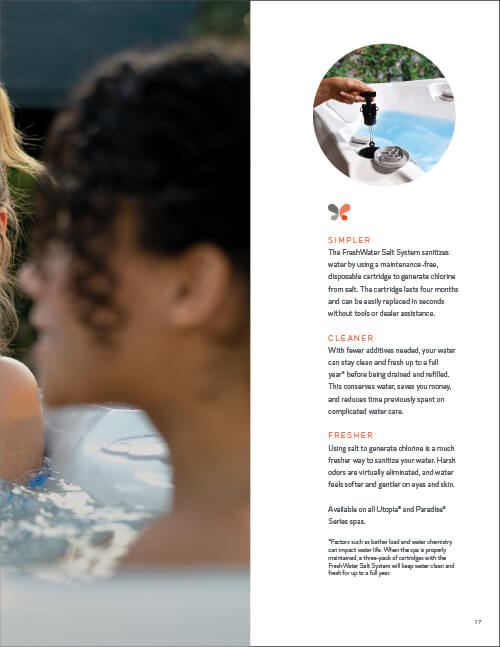 SIMPLER
The FreshWater Salt System sanitizes
water by using a maintenance-free,
disposable cartridge to generate chlorine
from salt. The cartridge lasts four months
and can be easily replaced in seconds
without tools or dealer assistance.
CLEANER
With fewer additives needed, your water
can stay clean and fresh up to a full
year* before being drained and refilled.
This conserves water, saves you money,
and reduces time previously spent on
complicated water care.
FRESHER
Using salt to generate chlorine is a much
fresher way to sanitize your water. Harsh
odors are virtually eliminated, and water
feels softer and gentler on eyes and skin.
Available on all Utopia® and Paradise®
Series spas.
*Factors such as bather load and water chemistry
can impact water life. When the spa is properly
maintained, a three-pack of cartridges with the
FreshWater Salt System will keep water clean and
fresh for up to a full year.
17